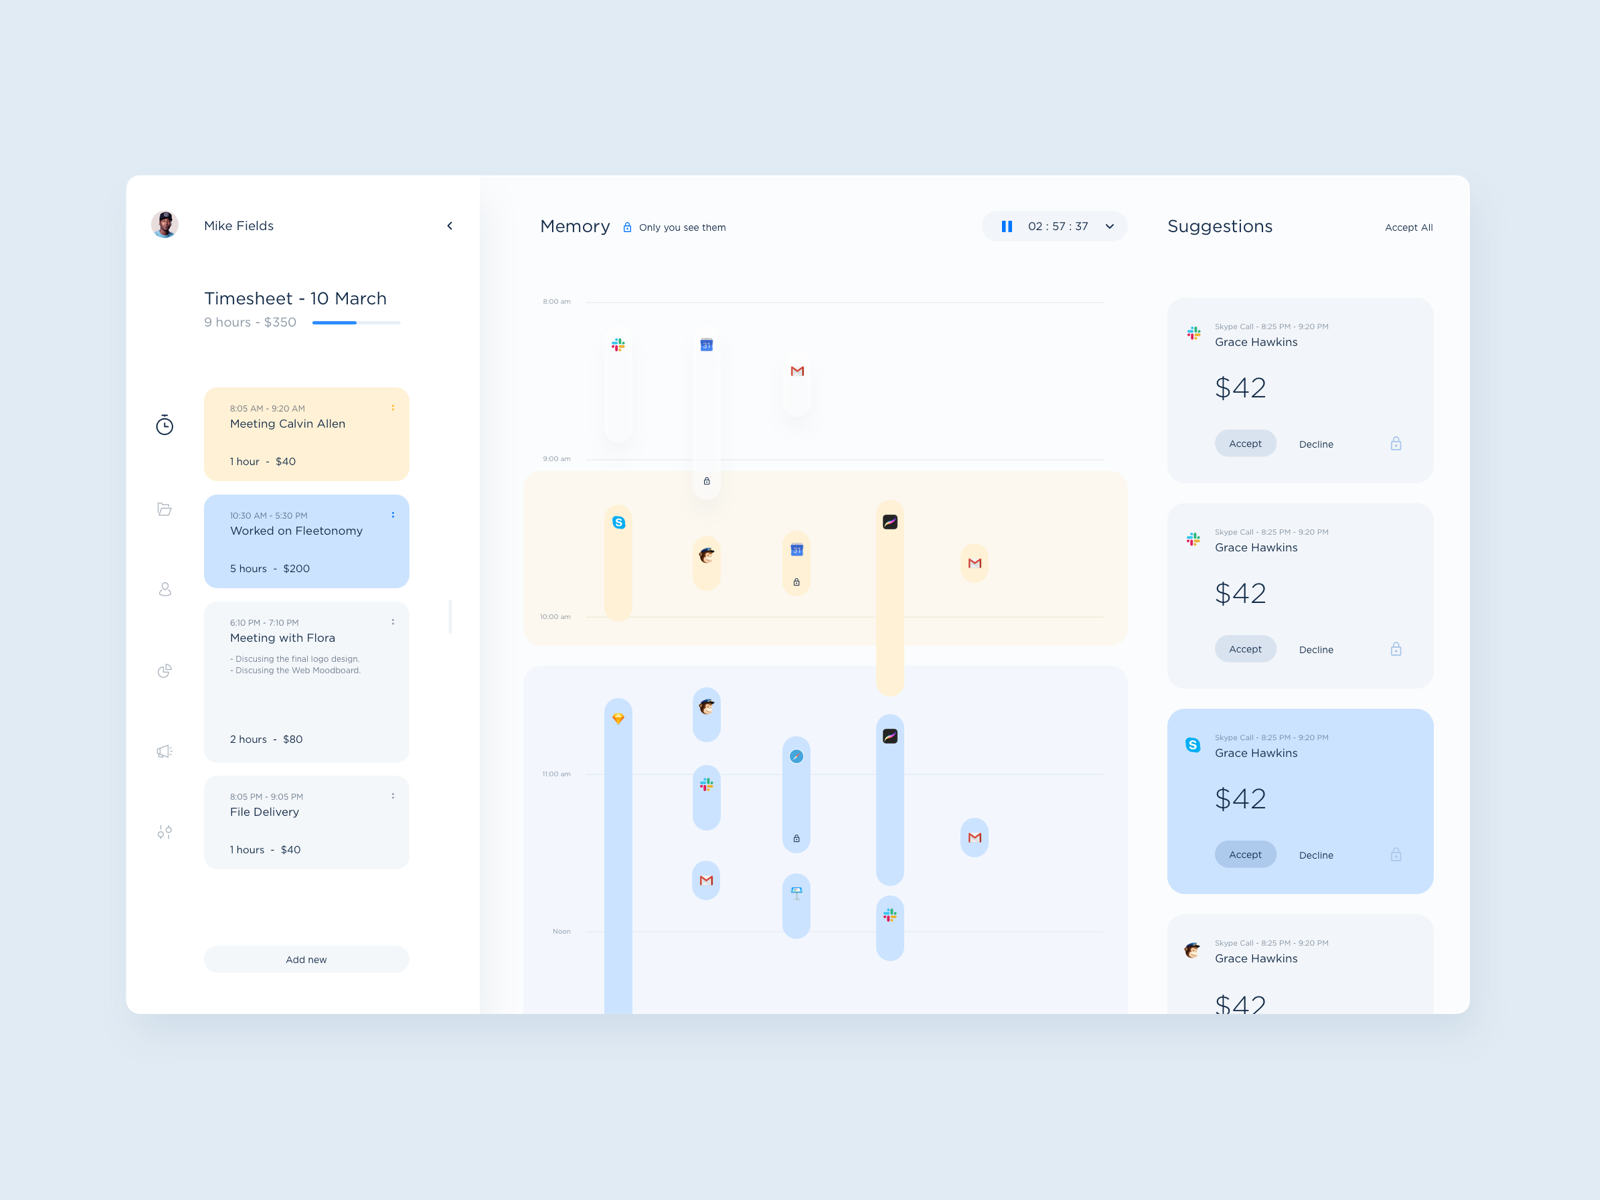 Mike Fields
Timesheet - 10 March
9 hours - $350
8:05 AM - 9:20 AM
Meeting Calvin Allen
1 hour - $40
10:30 AM - 5:30 PM
Worked on Fleetonomy
5 hours - $200
6:10 PM - 7:10 PM
Meeting with Flora
- Discusing the final logo design.
- Discusing the Web Moodboard.
2 hours - $80
8:05 PM - 9:05 PM
File Delivery
1 hours - $40
Add new
Memory
Only you see them
02 : 57 : 37
8:00 am
31
9:00 am
S
31
10:00 am
11:00 am
Noon
Suggestions
Accept All
Skype Call - 8:25 PM - 9:20 PM
Grace Hawkins
$42
Accept
Decline
Skype Call - 8:25 PM - 9:20 PM
Grace Hawkins
$42
Accept
Decline
S
Skype Call - 8:25 PM - 9:20 PM
Grace Hawkins
$42
Accept
Decline
Skype Call - 8:25 PM - 9:20 PM
Grace Hawkins
$42